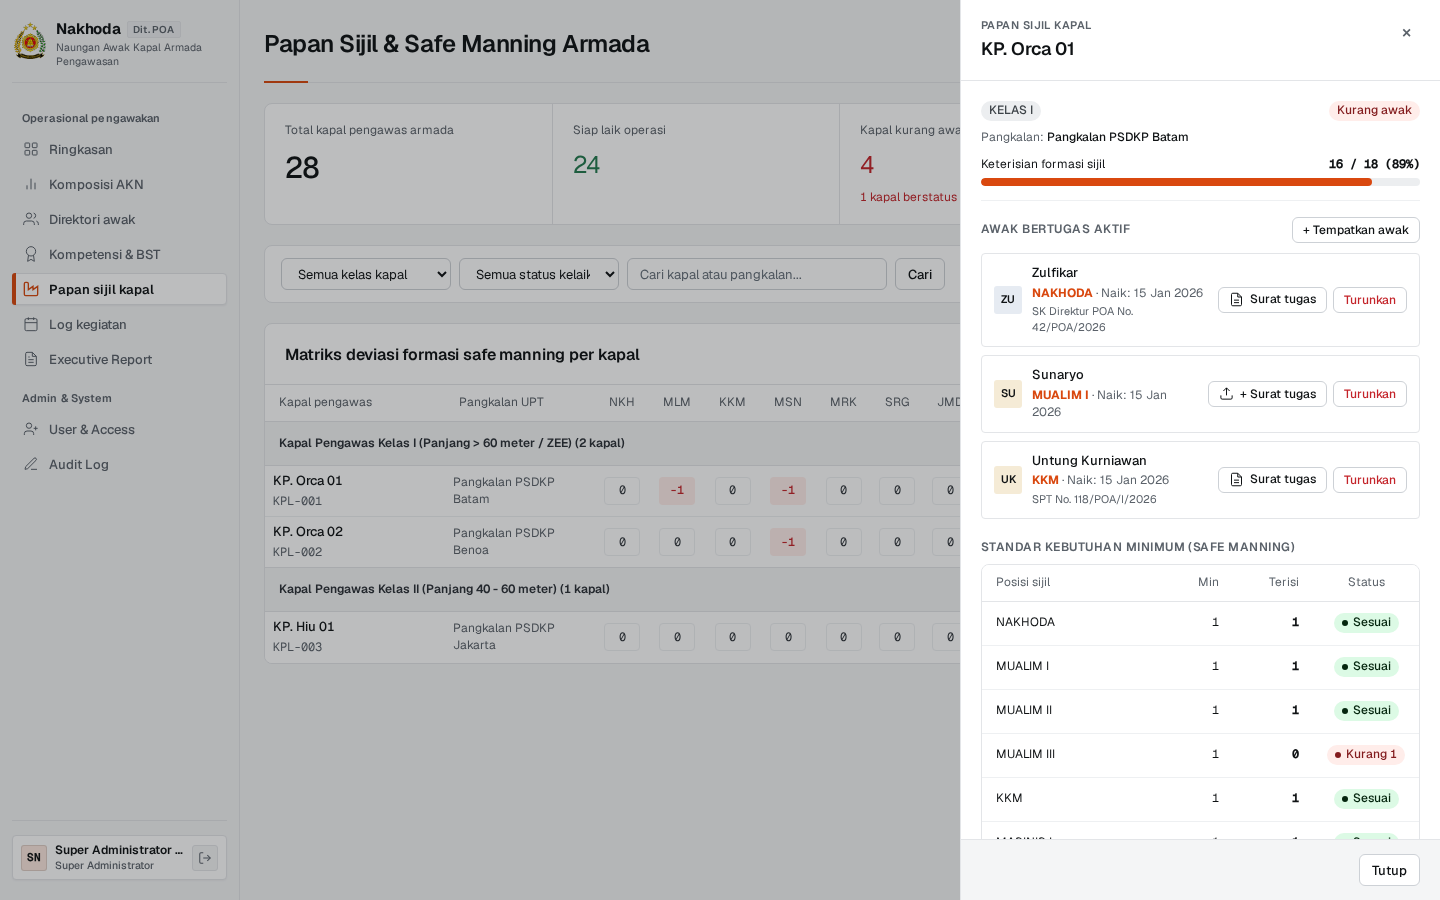 Nakhoda Dit. POA
Naungan Awak Kapal Armada
Pengawasan
Operasional pengawakan
Ringkasan
Komposisi AKN
Direktori awak
Kompetensi & BST
Papan sijil kapal
Log kegiatan
Executive Report
Admin & System
User & Access
Audit Log
SN
Super Administrator ...
Super Administrator
Papan Sijil & Safe Manning Armada
Total kapal pengawas armada
28
Siap laik operasi
24
Kapal kurang awa
4
1 kapal berstatus
Semua kelas kapal
Semua status kelaik
Cari kapal atau pangkalan...
Cari
Matriks deviasi formasi safe manning per kapal
Kapal pengawas Pangkalan UPT NKH MLM KKM MSN MRK SRG JMD
Kapal Pengawas Kelas I (Panjang > 60 meter / ZEE) (2 kapal)
KP. Orca 01
KPL-001
Pangkalan PSDKP
Batam
0 -1 0 -1 0 0 0
KP. Orca 02
KPL-002
Pangkalan PSDKP
Benoa
0 0 0 -1 0 0 0
Kapal Pengawas Kelas II (Panjang 40 - 60 meter) (1 kapal)
KP. Hiu 01
KPL-003
Pangkalan PSDKP
Jakarta
0 0 0 0 0 0 0
PAPAN SIJIL KAPAL
KP. Orca 01
×
KELAS I
Kurang awak
Pangkalan: Pangkalan PSDKP Batam
Keterisian formasi sijil 16 / 18 (89%)
AWAK BERTUGAS AKTIF
+ Tempatkan awak
ZU
Zulfikar
NAKHODA · Naik: 15 Jan 2026
SK Direktur POA No.
42/POA/2026
Surat tugas
Turunkan
SU
Sunaryo
MUALIM I · Naik: 15 Jan
2026
+ Surat tugas
Turunkan
UK
Untung Kurniawan
KKM · Naik: 15 Jan 2026
SPT No. 118/POA/I/2026
Surat tugas
Turunkan
STANDAR KEBUTUHAN MINIMUM (SAFE MANNING)
Posisi sijil Min Terisi Status
NAKHODA 1 1 Sesuai
MUALIM I 1 1 Sesuai
MUALIM II 1 1 Sesuai
MUALIM III 1 0 Kurang 1
KKM 1 1 Sesuai
Tutup